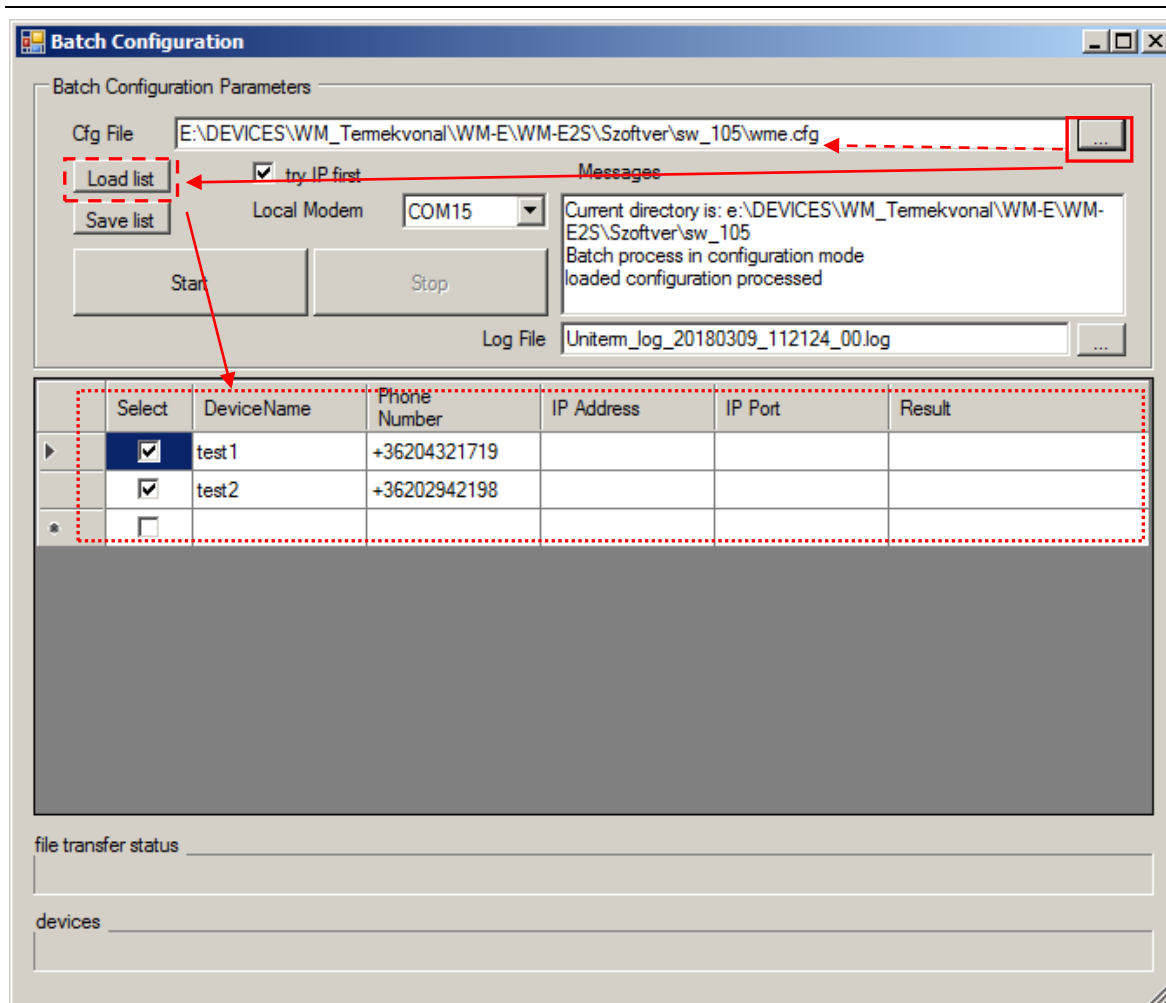 Batch Configuration
Batch Configuration Parameters
Cfg File E:\DEVICES\WM_Termekvonal\WM-E\WM-E2S\Szoftver\sw_105\wme.cfg ...
Load list try IP first Messages
Save list Local Modem COM15
Current directory is: e:\DEVICES\WM_Termekvonal\WM-E\WM-
E2S\Szoftver\sw_105
Batch process in configuration mode
loaded configuration processed
Start Stop
Log File Uniterm_log_20180309_112124_00.log ...
Select DeviceName Phone Number IP Address IP Port Result
test1 +36204321719
test2 +36202942198
file transfer status
devices